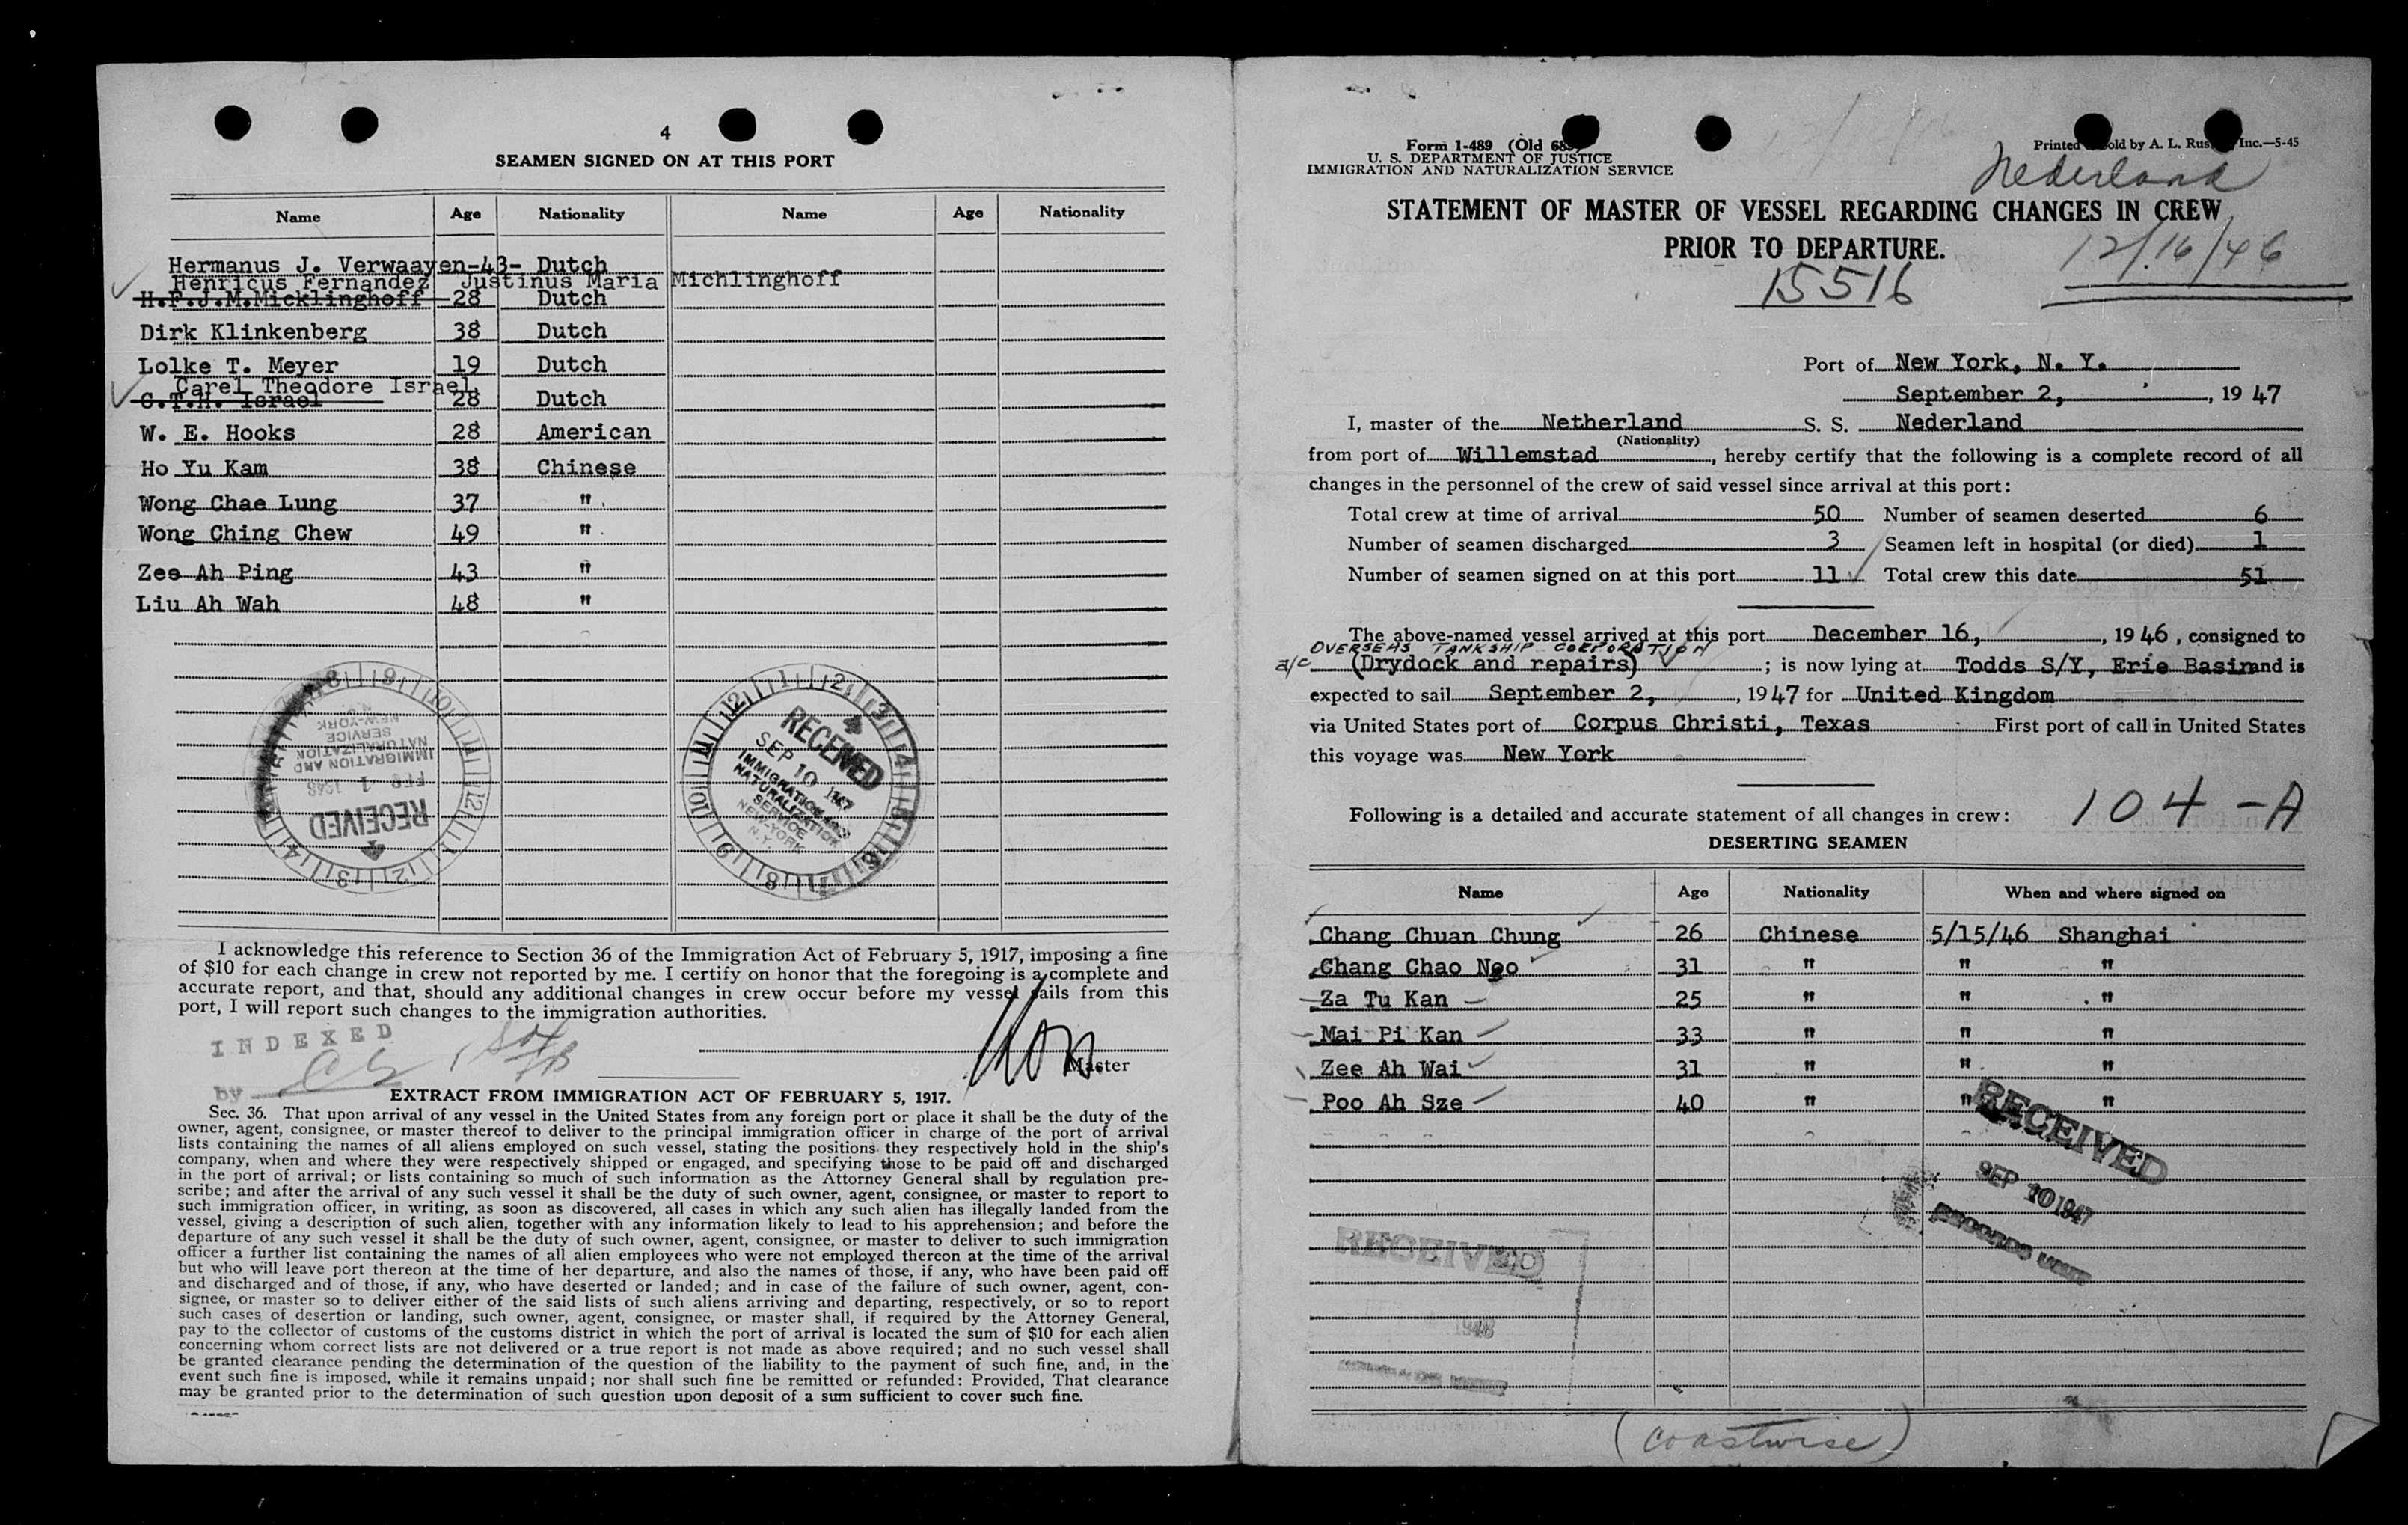 4
SEAMEN SIGNED ON AT THIS PORT
Name Age Nationality Name Age Nationality
Hermanus J. Verwaayen-43- Dutch
Henricus Fernandez Justinus Maria Michlinghoff
H.F.J.M.Micklinghoff 28 Dutch
Dirk Klinkenberg 38 Dutch
Lolke T. Meyer 19 Dutch
Carel Theodore Israel
C.T.H. Israel 28 Dutch
W. E. Hooks 28 American
Ho Yu Kam 38 Chinese
Wong Chae Lung 37 "
Wong Ching Chew 49 "
Zee Ah Ping 43 "
Liu Ah Wah 48 "
RECEIVED
FEB 1 1948
IMMIGRATION AND
NATURALIZATION
SERVICE
NEW-YORK
RECEIVED
SEP 10 1947
IMMIGRATION AND
NATURALIZATION
SERVICE
NEW-YORK
N.Y.
I acknowledge this reference to Section 36 of the Immigration Act of February 5, 1917, imposing a fine
of $10 for each change in crew not reported by me. I certify on honor that the foregoing is a complete and
accurate report, and that, should any additional changes in crew occur before my vessel sails from this
port, I will report such changes to the immigration authorities.
INDEXED
by
Master
EXTRACT FROM IMMIGRATION ACT OF FEBRUARY 5, 1917.
Sec. 36. That upon arrival of any vessel in the United States from any foreign port or place it shall be the duty of the
owner, agent, consignee, or master thereof to deliver to the principal immigration officer in charge of the port of arrival
lists containing the names of all aliens employed on such vessel, stating the positions they respectively hold in the ship's
company, when and where they were respectively shipped or engaged, and specifying those to be paid off and discharged
in the port of arrival; or lists containing so much of such information as the Attorney General shall by regulation pre-
scribe; and after the arrival of any such vessel it shall be the duty of such owner, agent, consignee, or master to report to
such immigration officer, in writing, as soon as discovered, all cases in which any such alien has illegally landed from the
vessel, giving a description of such alien, together with any information likely to lead to his apprehension; and before the
departure of any such vessel it shall be the duty of such owner, agent, consignee, or master to deliver to such immigration
officer a further list containing the names of all alien employees who were not employed thereon at the time of the arrival
but who will leave port thereon at the time of her departure, and also the names of those, if any, who have been paid off
and discharged and of those, if any, who have deserted or landed; and in case of the failure of such owner, agent, con-
signee, or master so to deliver either of the said lists of such aliens arriving and departing, respectively, or so to report
such cases of desertion or landing, such owner, agent, consignee, or master shall, if required by the Attorney General,
pay to the collector of customs of the customs district in which the port of arrival is located the sum of $10 for each alien
concerning whom correct lists are not delivered or a true report is not made as above required; and no such vessel shall
be granted clearance pending the determination of the question of the liability to the payment of such fine, and, in the
event such fine is imposed, while it remains unpaid; nor shall such fine be remitted or refunded: Provided, That clearance
may be granted prior to the determination of such question upon deposit of a sum sufficient to cover such fine.
Form 1-489 (Old 689)
U. S. DEPARTMENT OF JUSTICE
IMMIGRATION AND NATURALIZATION SERVICE
Printed Sold by A. L. Rus Inc.—5-45
Nederland
STATEMENT OF MASTER OF VESSEL REGARDING CHANGES IN CREW
PRIOR TO DEPARTURE.
12/16/46
15516
Port of New York, N. Y.
September 2, , 19 47
I, master of the Netherland S. S. Nederland
(Nationality)
from port of Willemstad , hereby certify that the following is a complete record of all
changes in the personnel of the crew of said vessel since arrival at this port:
Total crew at time of arrival 50 Number of seamen deserted 6
Number of seamen discharged 3 Seamen left in hospital (or died) 1
Number of seamen signed on at this port 11 Total crew this date 51
The above-named vessel arrived at this port December 16, , 19 46 , consigned to
OVERSEAS TANKSHIP CORPORATION
a/c (Drydock and repairs) ; is now lying at Todds S/Y, Erie Basin and is
expected to sail September 2, , 19 47 for United Kingdom
via United States port of Corpus Christi, Texas First port of call in United States
this voyage was New York
Following is a detailed and accurate statement of all changes in crew: 104-A
DESERTING SEAMEN
Name Age Nationality When and where signed on
Chang Chuan Chung 26 Chinese 5/15/46 Shanghai
Chang Chao Ngo 31 " " "
Za Tu Kan 25 " " "
Mai Pi Kan 33 " " "
Zee Ah Wai 31 " " "
Poo Ah Sze 40 " " "
RECEIVED
SEP 10 1947
RECORDS UNIT
RECEIVED
1948
(coastwise)